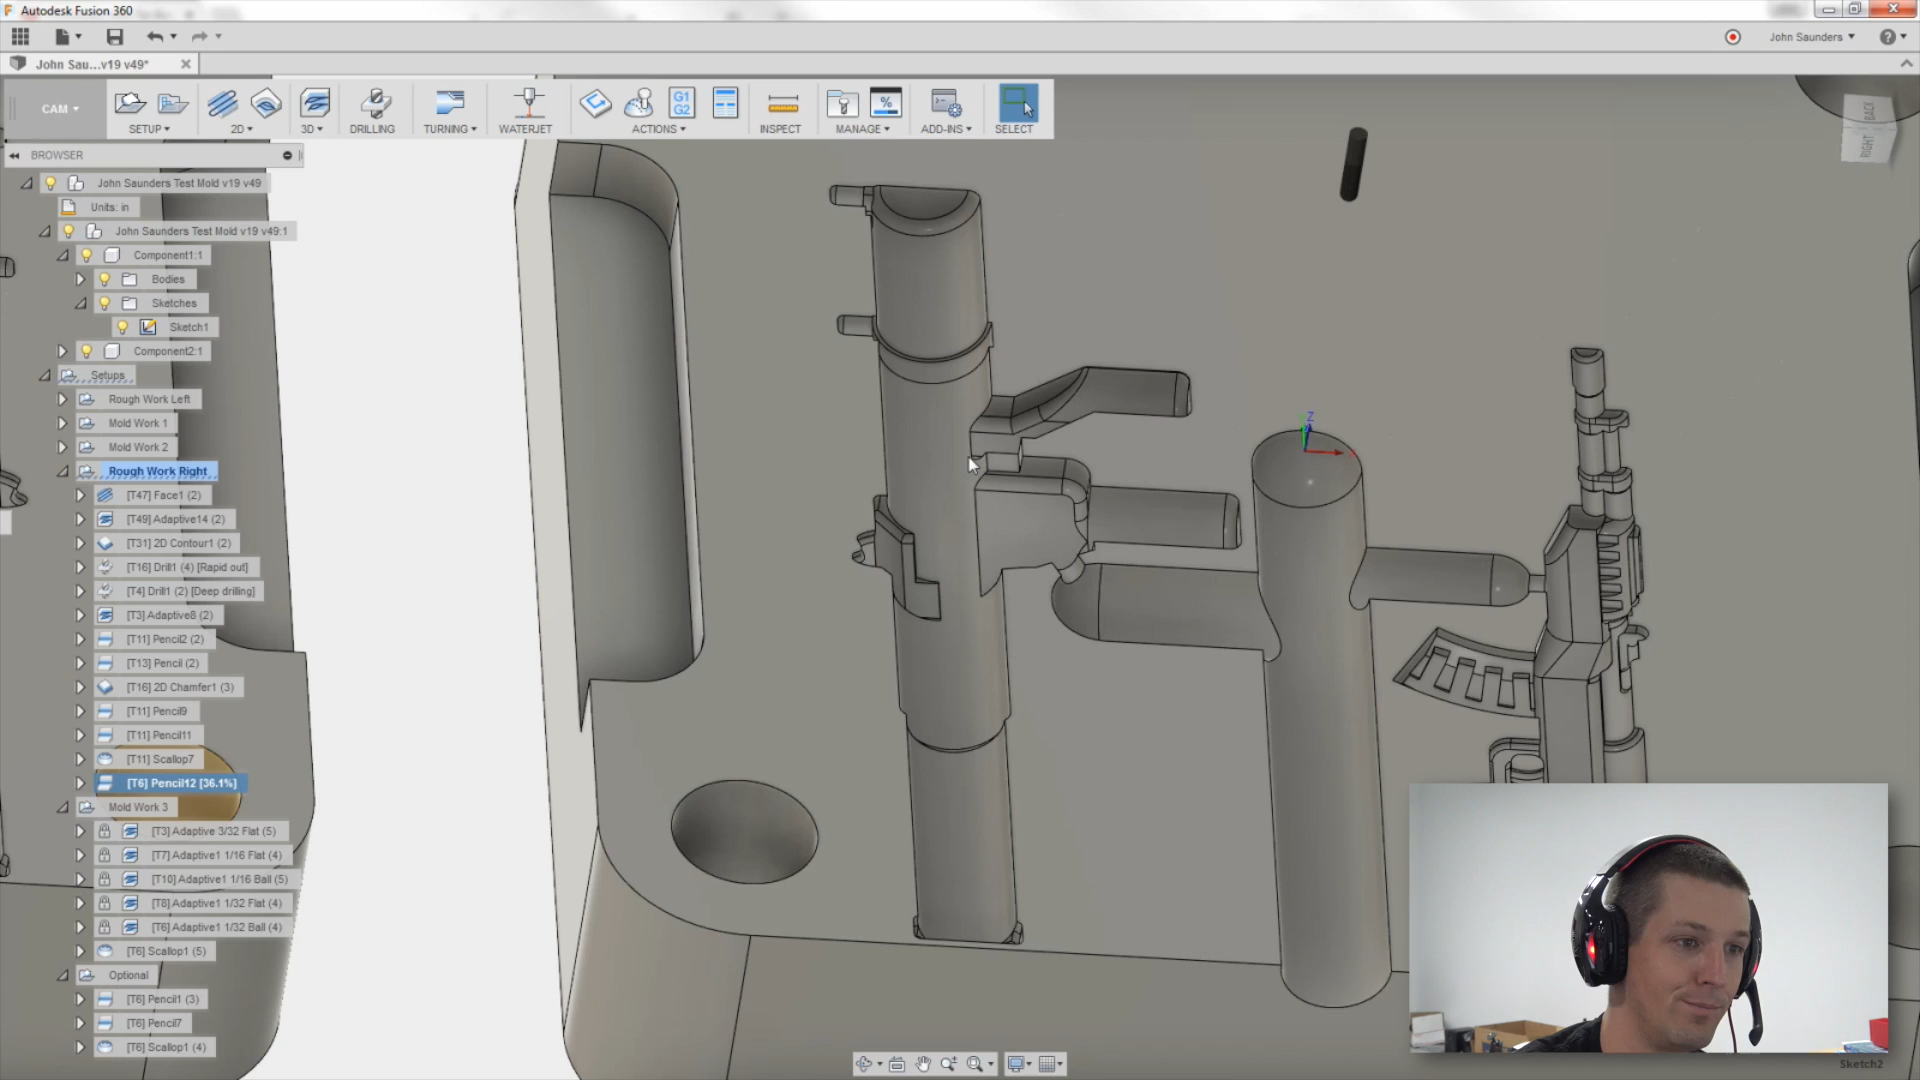 Autodesk Fusion 360
John Saunders
John Sau...v19 v49*
CAM
SETUP
2D
3D
DRILLING
TURNING
WATERJET
G1
G2
ACTIONS
INSPECT
%
MANAGE
ADD-INS
SELECT
BACK
RIGHT
BROWSER
John Saunders Test Mold v19 v49
Units: in
John Saunders Test Mold v19 v49:1
Component1:1
Bodies
Sketches
Sketch1
Component2:1
Setups
Rough Work Left
Mold Work 1
Mold Work 2
Rough Work Right
[T47] Face1 (2)
[T49] Adaptive14 (2)
[T31] 2D Contour1 (2)
[T16] Drill1 (4) [Rapid out]
[T4] Drill1 (2) [Deep drilling]
[T3] Adaptive8 (2)
[T11] Pencil2 (2)
[T13] Pencil (2)
[T16] 2D Chamfer1 (3)
[T11] Pencil9
[T11] Pencil11
[T11] Scallop7
[T6] Pencil12 [36.1%]
Mold Work 3
[T3] Adaptive 3/32 Flat (5)
[T7] Adaptive1 1/16 Flat (4)
[T10] Adaptive1 1/16 Ball (5)
[T8] Adaptive1 1/32 Flat (4)
[T6] Adaptive1 1/32 Ball (4)
[T6] Scallop1 (5)
Optional
[T6] Pencil1 (3)
[T6] Pencil7
[T6] Scallop1 (4)
Z
Sketch2